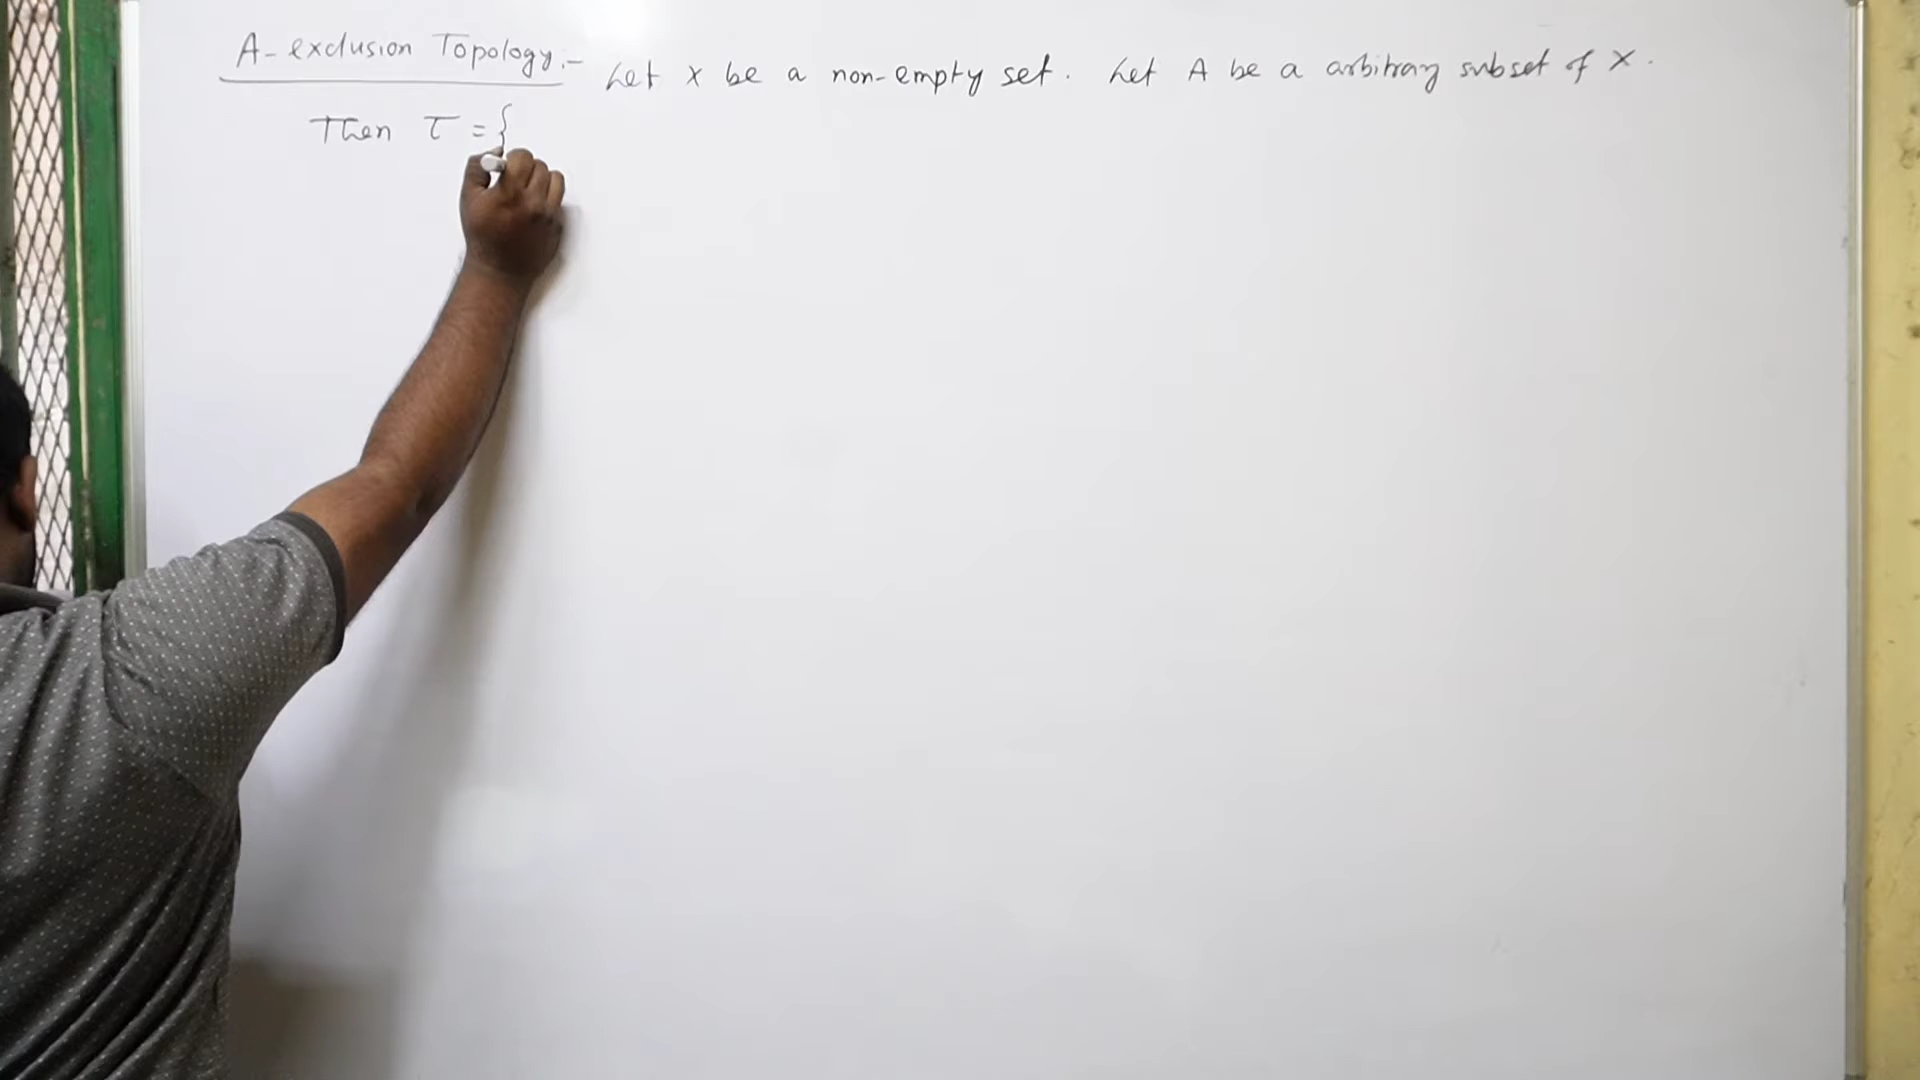 A-exclusion Topology:- Let X be a non-empty set. Let A be a arbitrary subset of X.
Then τ = {